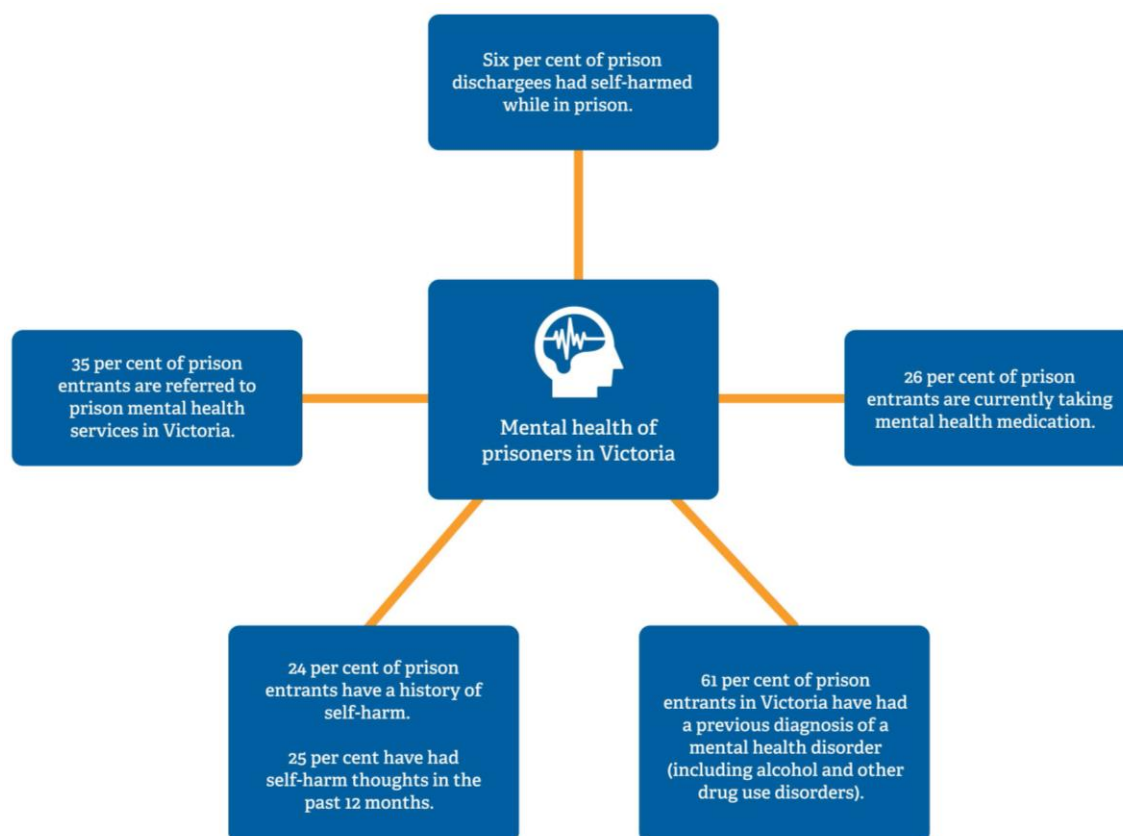 Six per cent of prison
dischargees had self-harmed
while in prison.
35 per cent of prison
entrants are referred to
prison mental health
services in Victoria.
Mental health of
prisoners in Victoria
26 per cent of prison
entrants are currently taking
mental health medication.
24 per cent of prison
entrants have a history of
self-harm.
25 per cent have had
self-harm thoughts in the
past 12 months.
61 per cent of prison
entrants in Victoria have had
a previous diagnosis of a
mental health disorder
(including alcohol and other
drug use disorders).